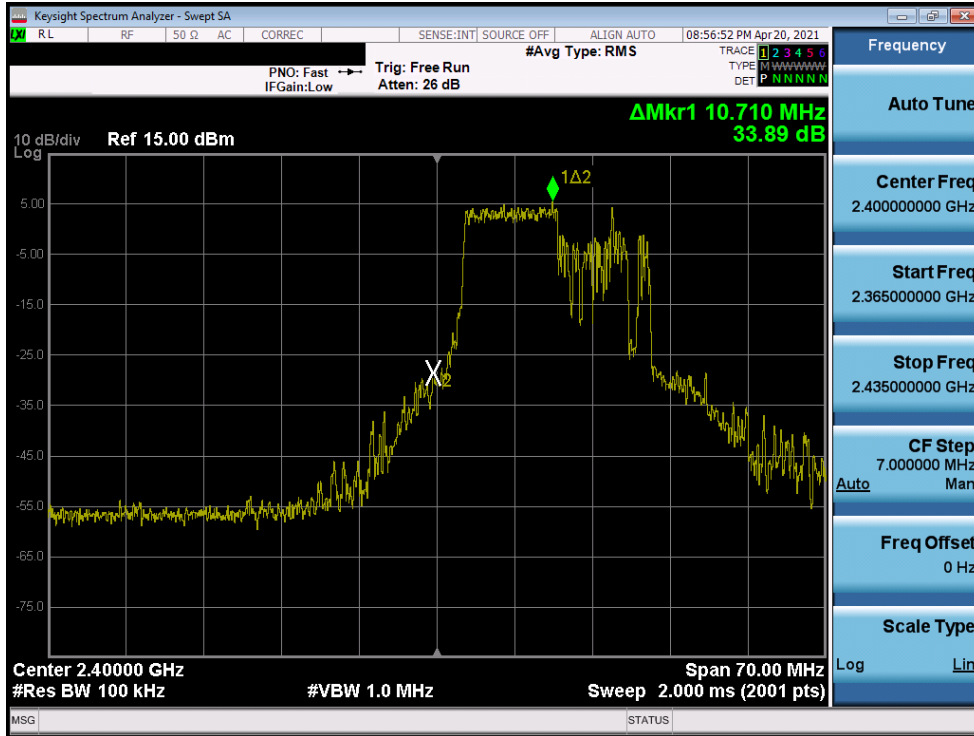 Keysight Spectrum Analyzer - Swept SA
LXI RL RF 50 Ω AC CORREC SENSE:INT SOURCE OFF ALIGN AUTO 08:56:52 PM Apr 20, 2021
#Avg Type: RMS
TRACE 1 2 3 4 5 6
PNO: Fast Trig: Free Run
TYPE M WWWWW
IFGain:Low Atten: 26 dB
DET P N N N N N
ΔMkr1 10.710 MHz
33.89 dB
10 dB/div Ref 15.00 dBm
Log
1Δ2
5.00
-5.00
-15.0
-25.0
X2
-35.0
-45.0
-55.0
-65.0
-75.0
Center 2.40000 GHz Span 70.00 MHz
#Res BW 100 kHz #VBW 1.0 MHz Sweep 2.000 ms (2001 pts)
MSG STATUS
Frequency
Auto Tune
Center Freq
2.400000000 GHz
Start Freq
2.365000000 GHz
Stop Freq
2.435000000 GHz
CF Step
7.000000 MHz
Auto Man
Freq Offset
0 Hz
Scale Type
Log Lin